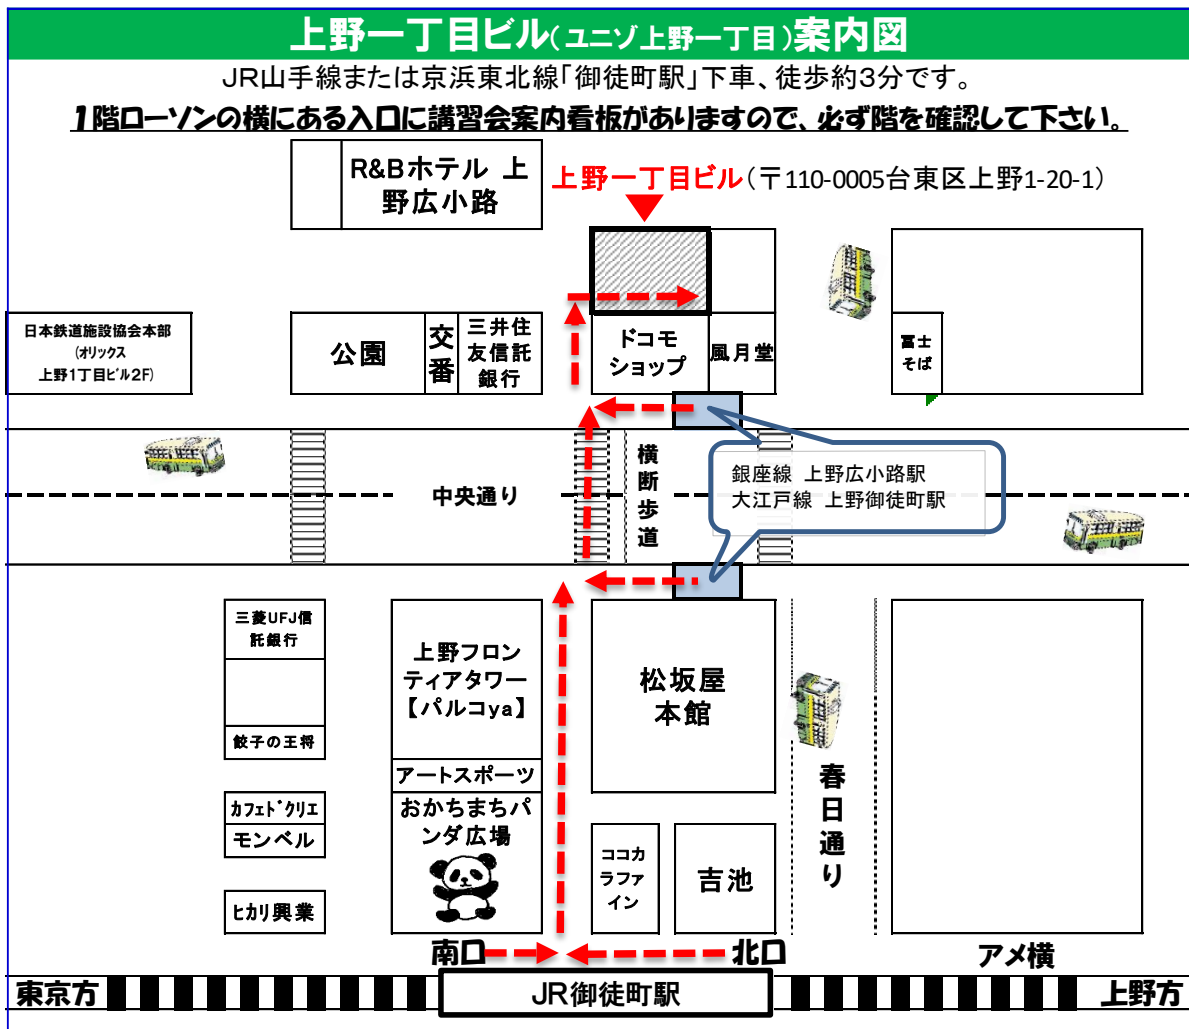 上野一丁目ビル(ユニゾ上野一丁目)案内図
JR山手線または京浜東北線「御徒町駅」下車、徒歩約3分です。
1階ローソンの横にある入口に講習会案内看板がありますので、必ず階を確認して下さい。
R&Bホテル 上
野広小路
上野一丁目ビル(〒110-0005台東区上野1-20-1)
日本鉄道施設協会本部
(オリックス
上野1丁目ビル2F)
公園
交
番
三井住
友信託
銀行
ドコモ
ショップ
風月堂
冨士
そば
横
断
歩
道
中央通り
銀座線 上野広小路駅
大江戸線 上野御徒町駅
三菱UFJ信
託銀行
餃子の王将
カフェドクリエ
モンベル
ヒカリ興業
上野フロン
ティアタワー
【パルコya】
アートスポーツ
おかちまちパ
ンダ広場
松坂屋
本館
ココカ
ラファ
イン
吉池
春
日
通
り
南口
北口
アメ横
東京方
JR御徒町駅
上野方